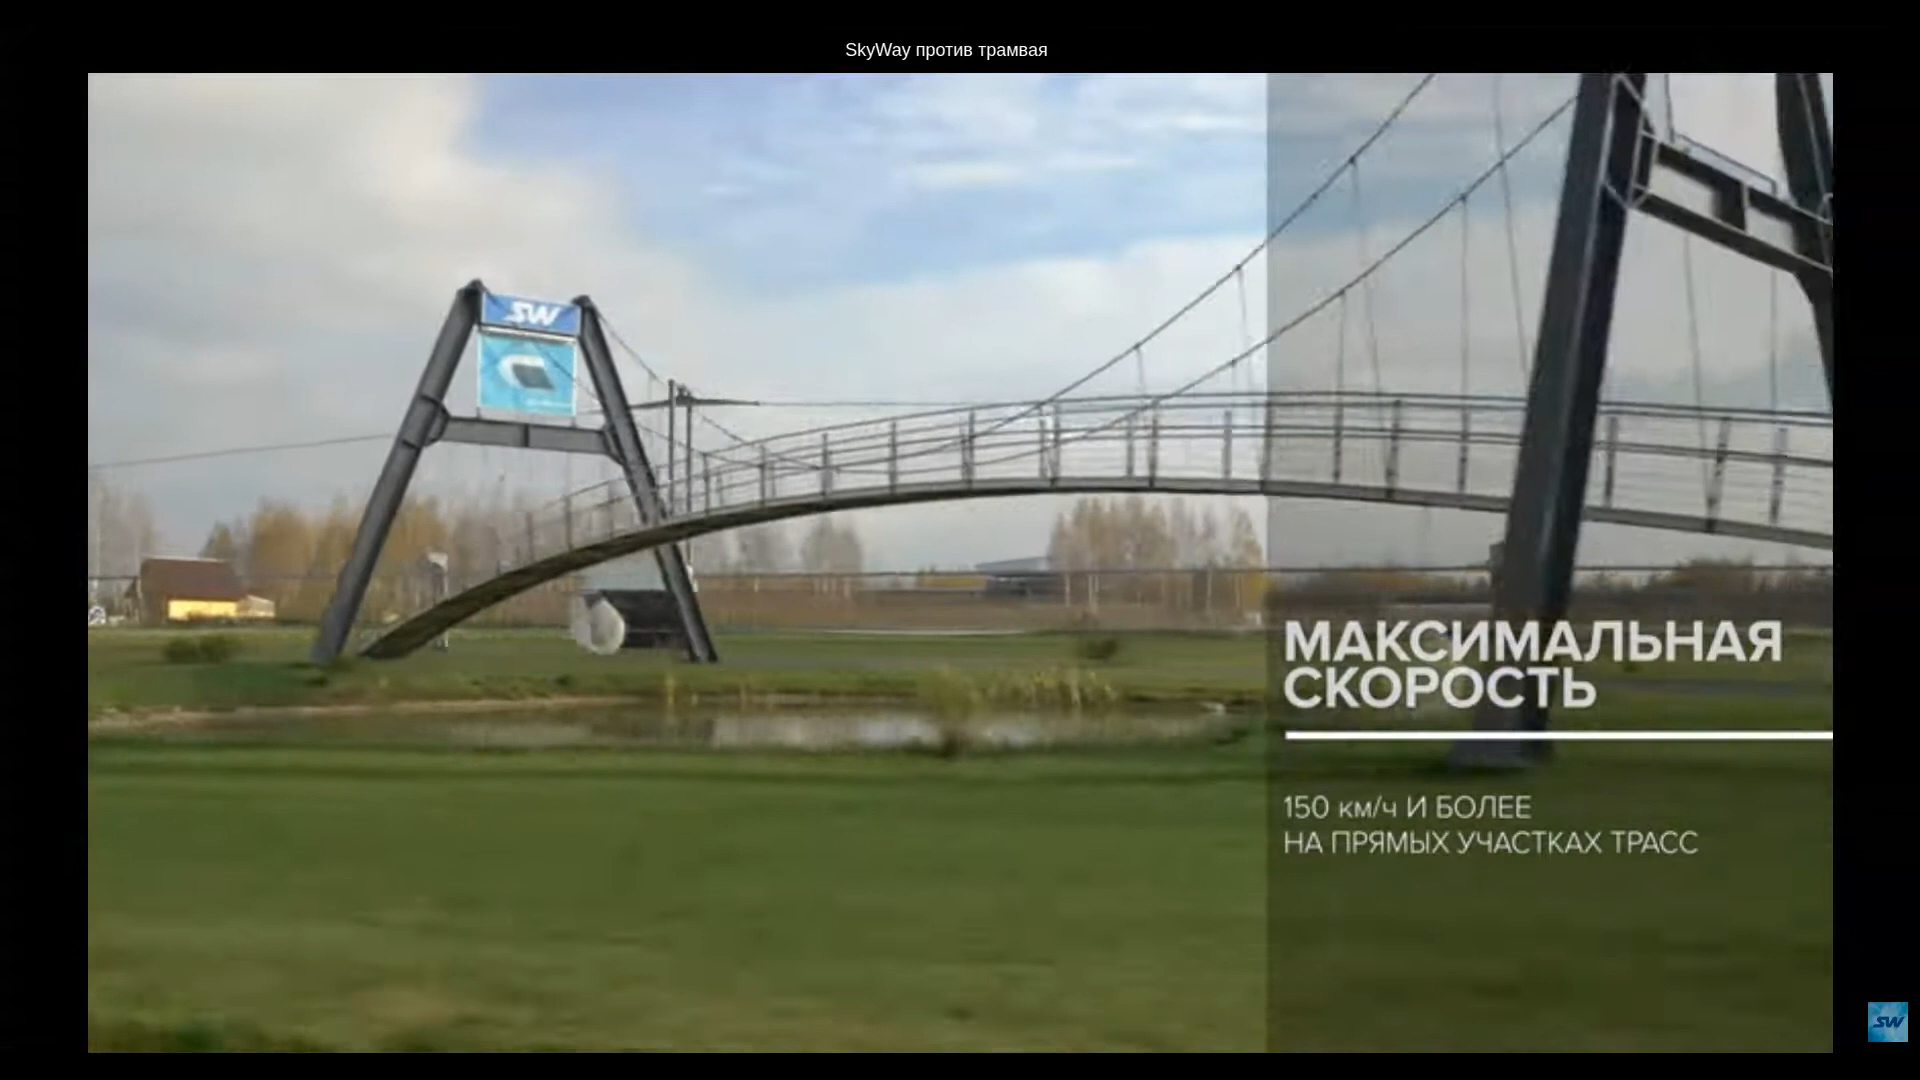 SkyWay против трамвая
SW
МАКСИМАЛЬНАЯ
СКОРОСТЬ
150 км/ч И БОЛЕЕ
НА ПРЯМЫХ УЧАСТКАХ ТРАСС
SW